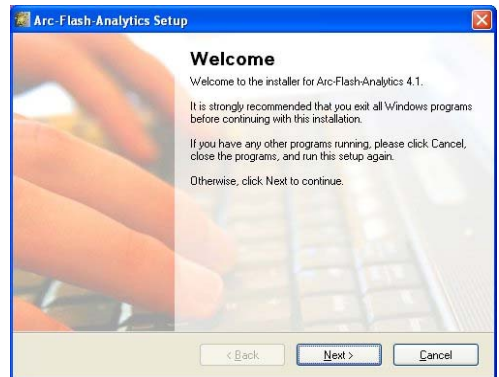 Arc-Flash-Analytics Setup
Welcome
Welcome to the installer for Arc-Flash-Analytics 4.1.
It is strongly recommended that you exit all Windows programs
before continuing with this installation.
If you have any other programs running, please click Cancel,
close the programs, and run this setup again.
Otherwise, click Next to continue.
< Back
Next >
Cancel